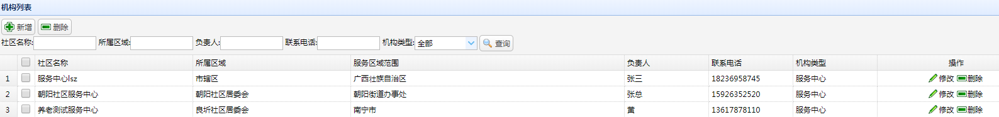 机构列表
新增 删除
社区名称: 所属区域: 负责人: 联系电话: 机构类型: 全部 查询
社区名称 所属区域 服务区域范围 负责人 联系电话 机构类型 操作
1 服务中心lsz 市辖区 广西壮族自治区 张三 18236958745 服务中心 修改 删除
2 朝阳社区服务中心 朝阳社区居委会 朝阳街道办事处 张总 15926352520 服务中心 修改 删除
3 养老测试服务中心 良圻社区居委会 南宁市 黄 13617878110 服务中心 修改 删除